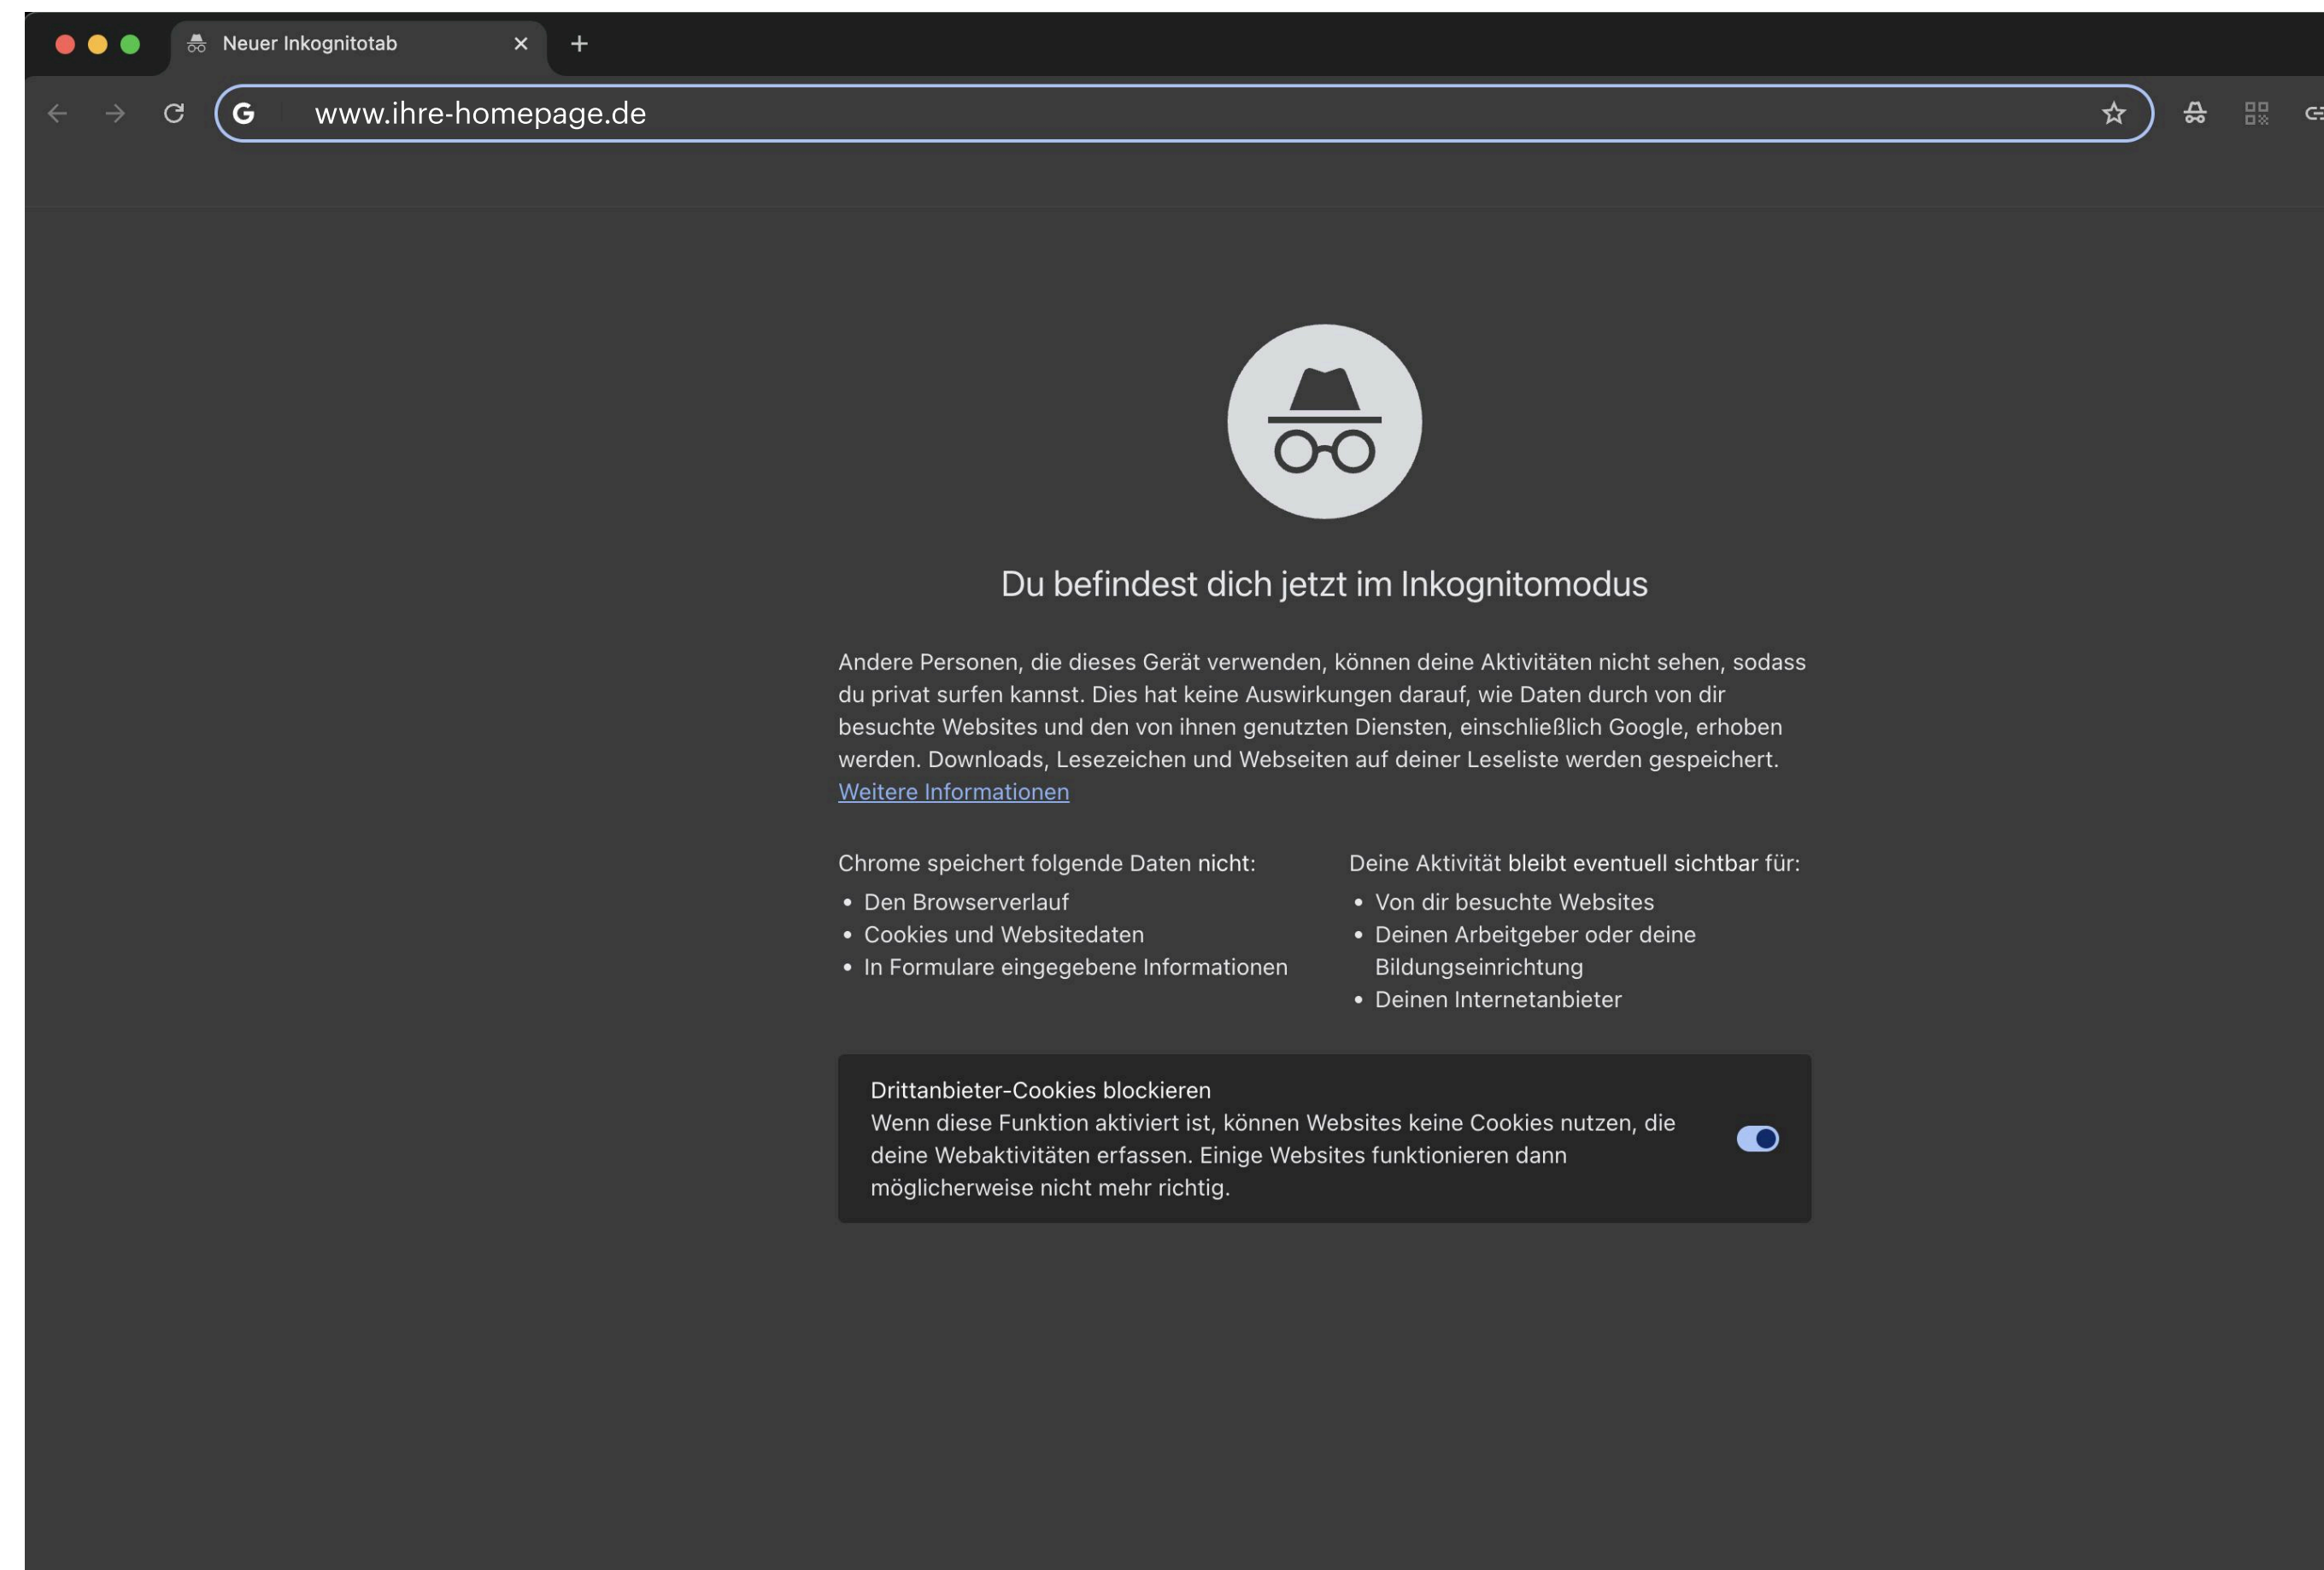 Neuer Inkognitotab
www.ihre-homepage.de
Du befindest dich jetzt im Inkognitomodus
Andere Personen, die dieses Gerät verwenden, können deine Aktivitäten nicht sehen, sodass
du privat surfen kannst. Dies hat keine Auswirkungen darauf, wie Daten durch von dir
besuchte Websites und den von ihnen genutzten Diensten, einschließlich Google, erhoben
werden. Downloads, Lesezeichen und Webseiten auf deiner Leseliste werden gespeichert.
Weitere Informationen
Chrome speichert folgende Daten nicht:
• Den Browserverlauf
• Cookies und Websitedaten
• In Formulare eingegebene Informationen
Deine Aktivität bleibt eventuell sichtbar für:
• Von dir besuchte Websites
• Deinen Arbeitgeber oder deine
Bildungseinrichtung
• Deinen Internetanbieter
Drittanbieter-Cookies blockieren
Wenn diese Funktion aktiviert ist, können Websites keine Cookies nutzen, die
deine Webaktivitäten erfassen. Einige Websites funktionieren dann
möglicherweise nicht mehr richtig.